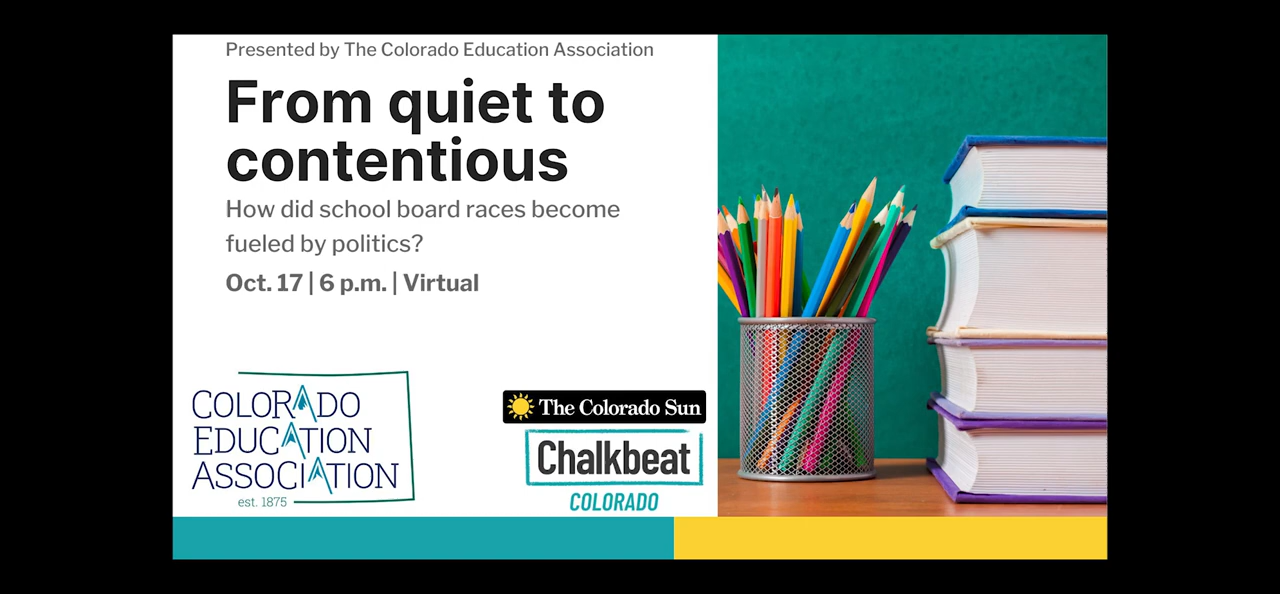 Presented by The Colorado Education Association
From quiet to
contentious
How did school board races become
fueled by politics?
Oct. 17 | 6 p.m. | Virtual
COLORADO
EDUCATION
ASSOCIATION
est. 1875
The Colorado Sun
Chalkbeat
COLORADO